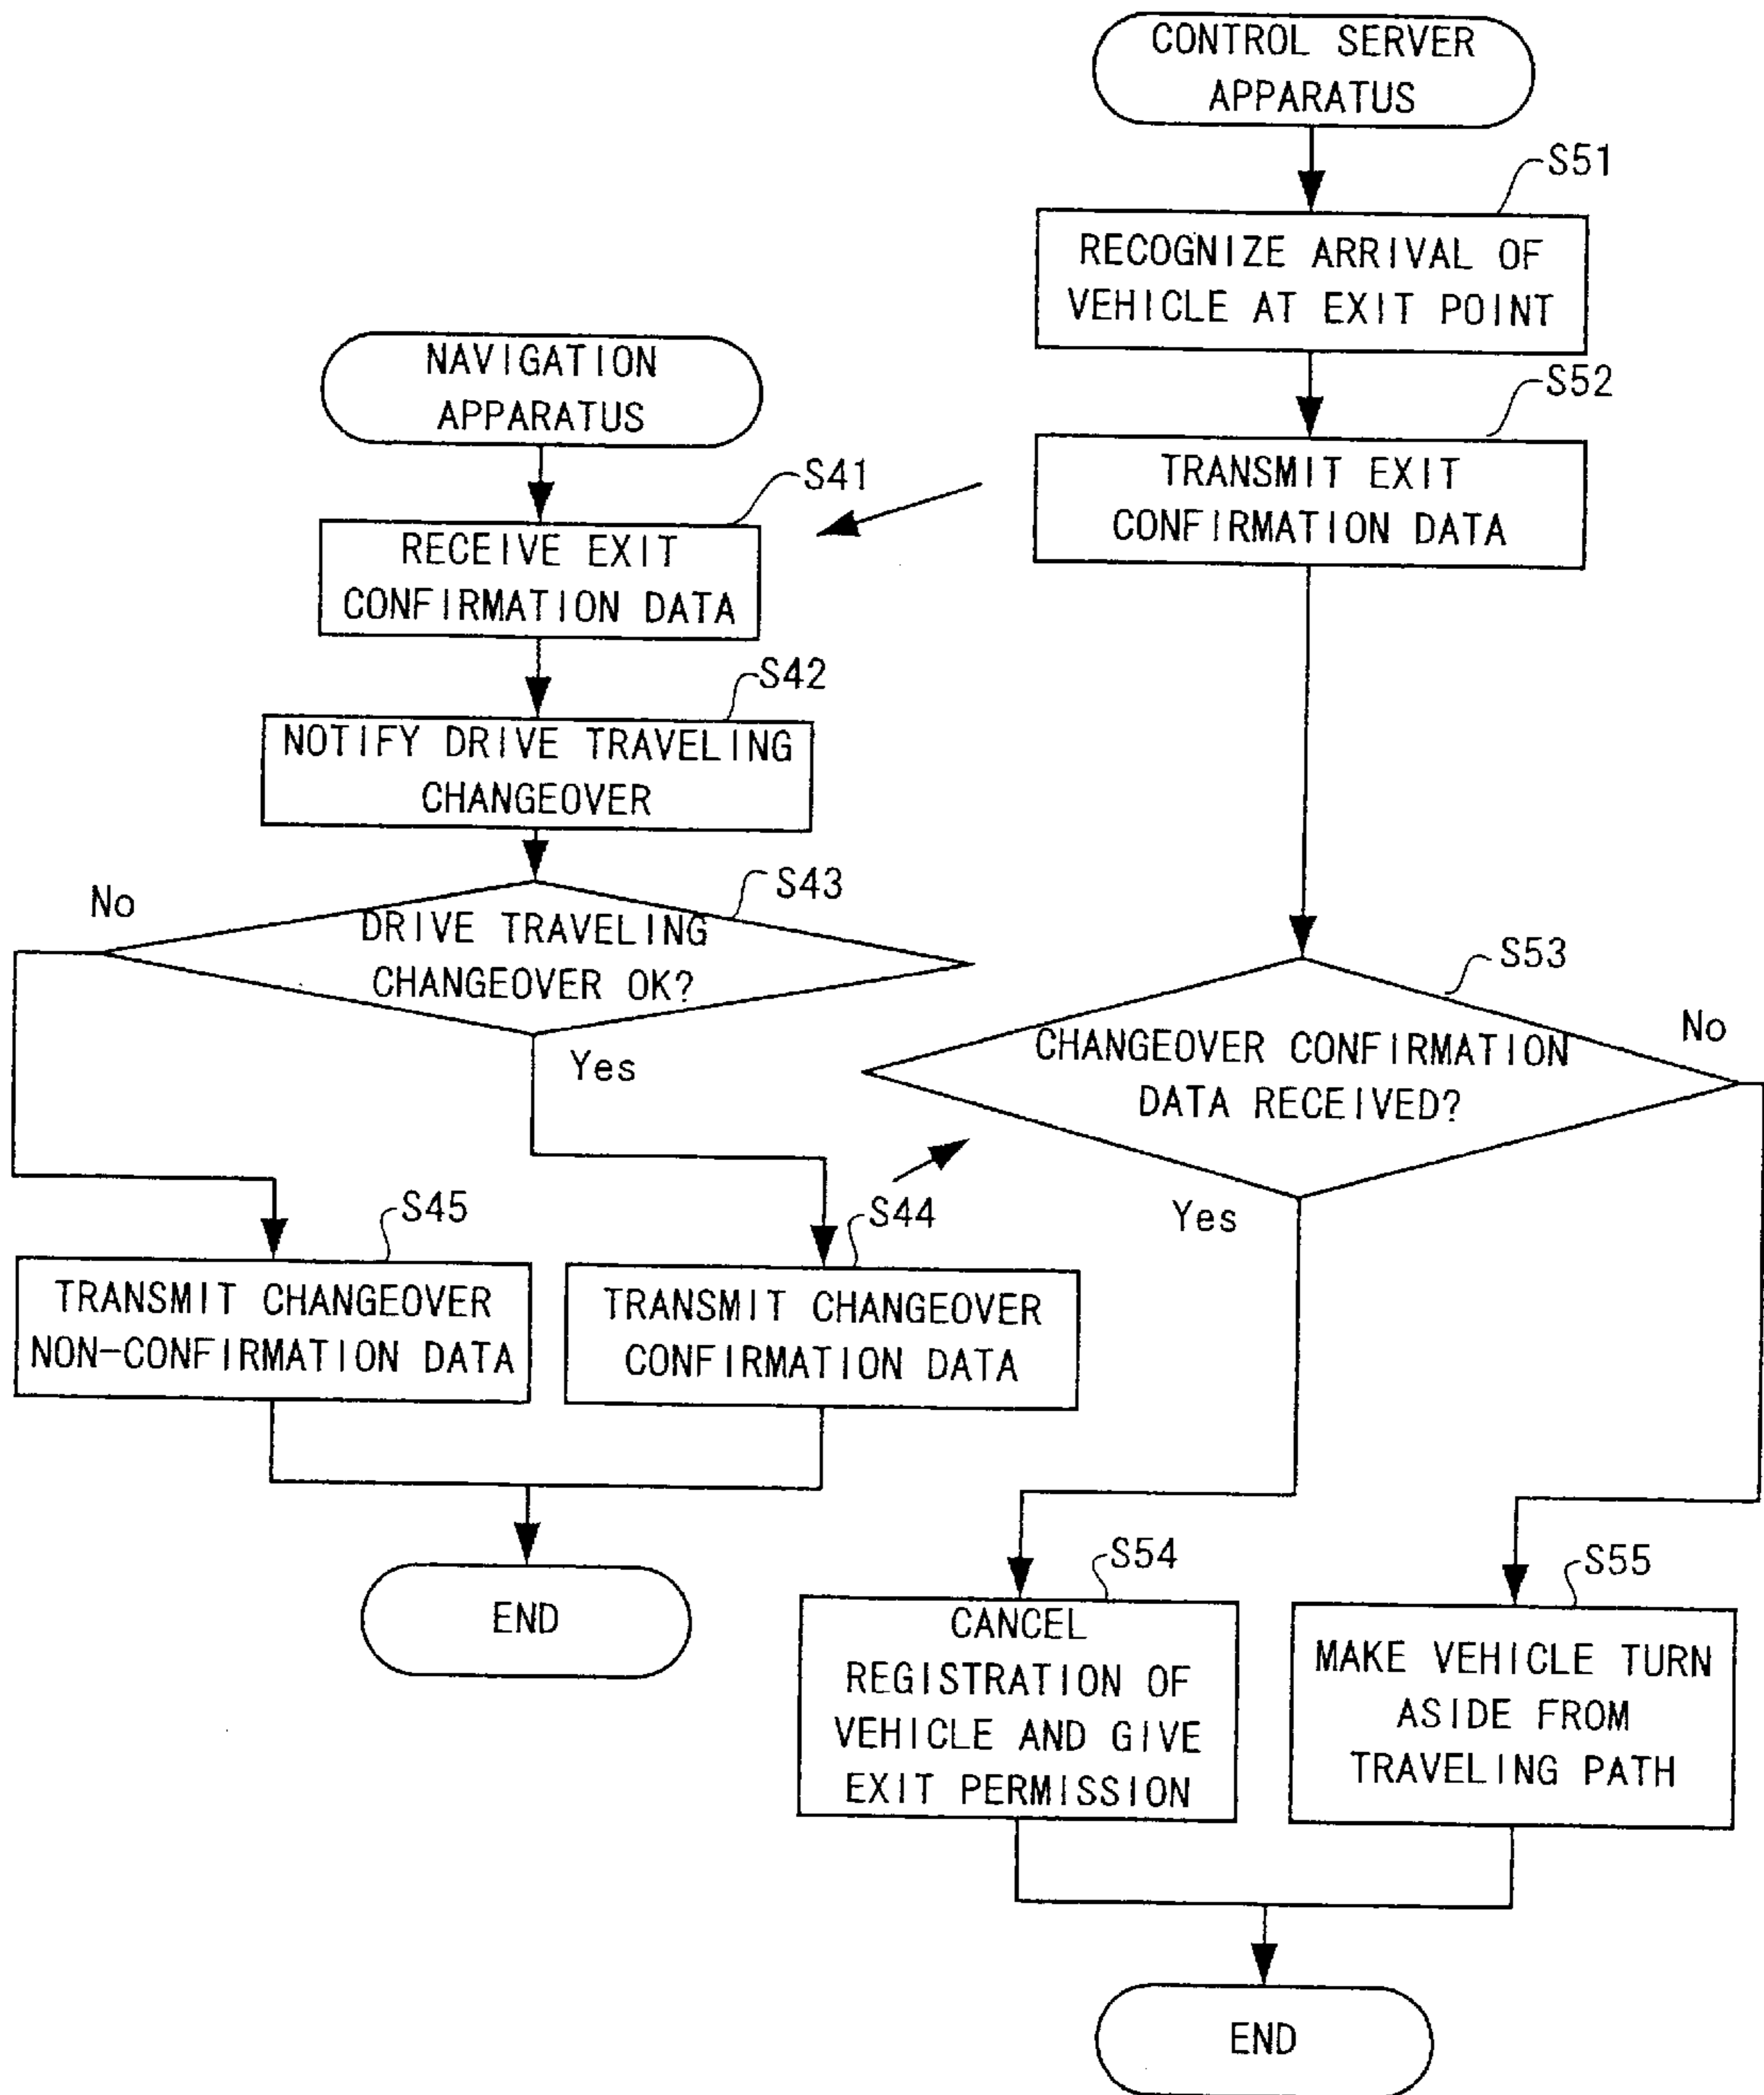 CONTROL SERVER
APPARATUS
S51
RECOGNIZE ARRIVAL OF
VEHICLE AT EXIT POINT
S52
TRANSMIT EXIT
CONFIRMATION DATA
NAVIGATION
APPARATUS
S41
RECEIVE EXIT
CONFIRMATION DATA
S42
NOTIFY DRIVE TRAVELING
CHANGEOVER
S43
No
DRIVE TRAVELING
CHANGEOVER OK?
Yes
S53
No
CHANGEOVER CONFIRMATION
DATA RECEIVED?
Yes
S45
TRANSMIT CHANGEOVER
NON-CONFIRMATION DATA
S44
TRANSMIT CHANGEOVER
CONFIRMATION DATA
END
S54
CANCEL
REGISTRATION OF
VEHICLE AND GIVE
EXIT PERMISSION
S55
MAKE VEHICLE TURN
ASIDE FROM
TRAVELING PATH
END